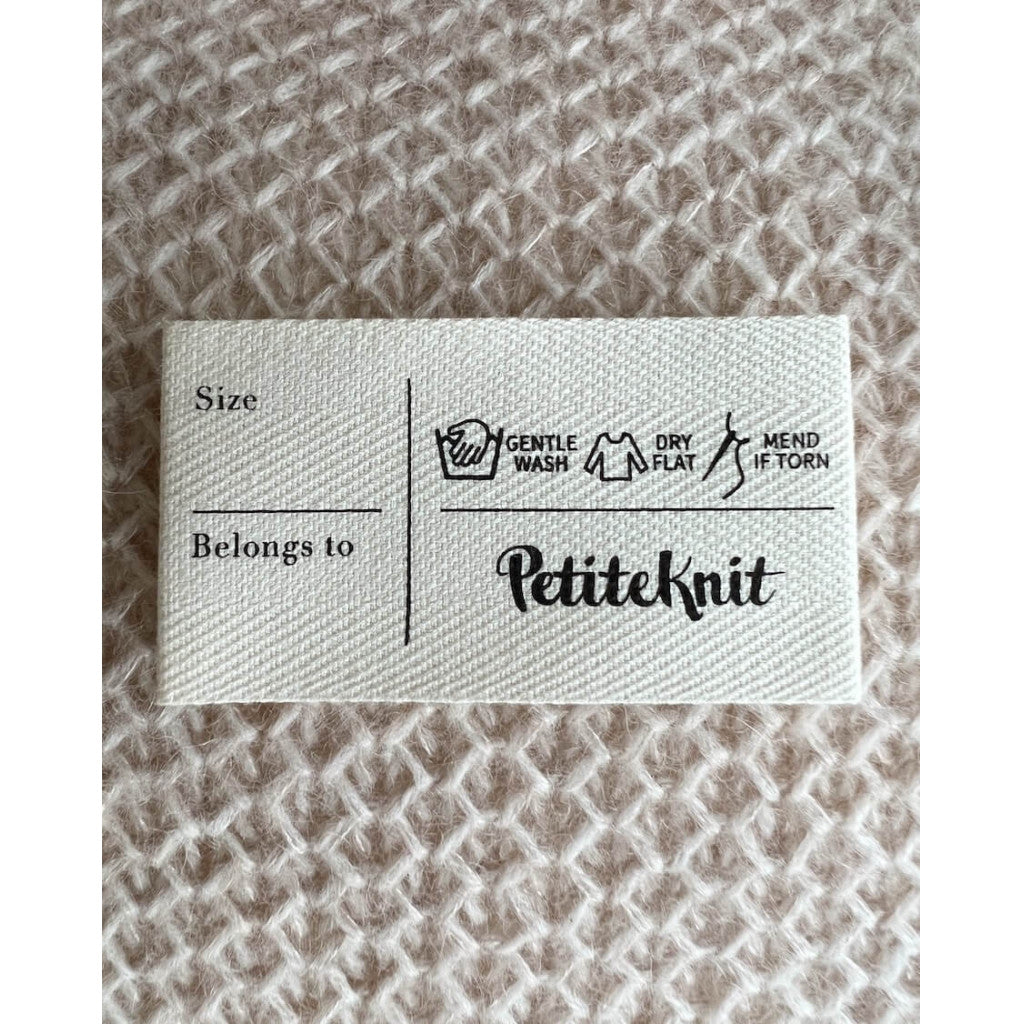 Size
Belongs to
GENTLE
WASH
DRY
FLAT
MEND
IF TORN
PetiteKnit